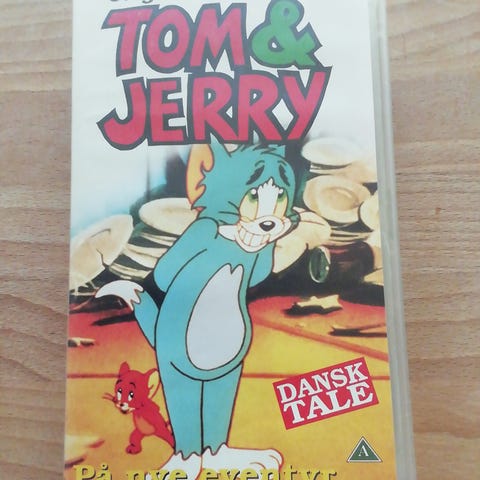 TOM &
JERRY
DANSK
TALE
A
På nye eventyr